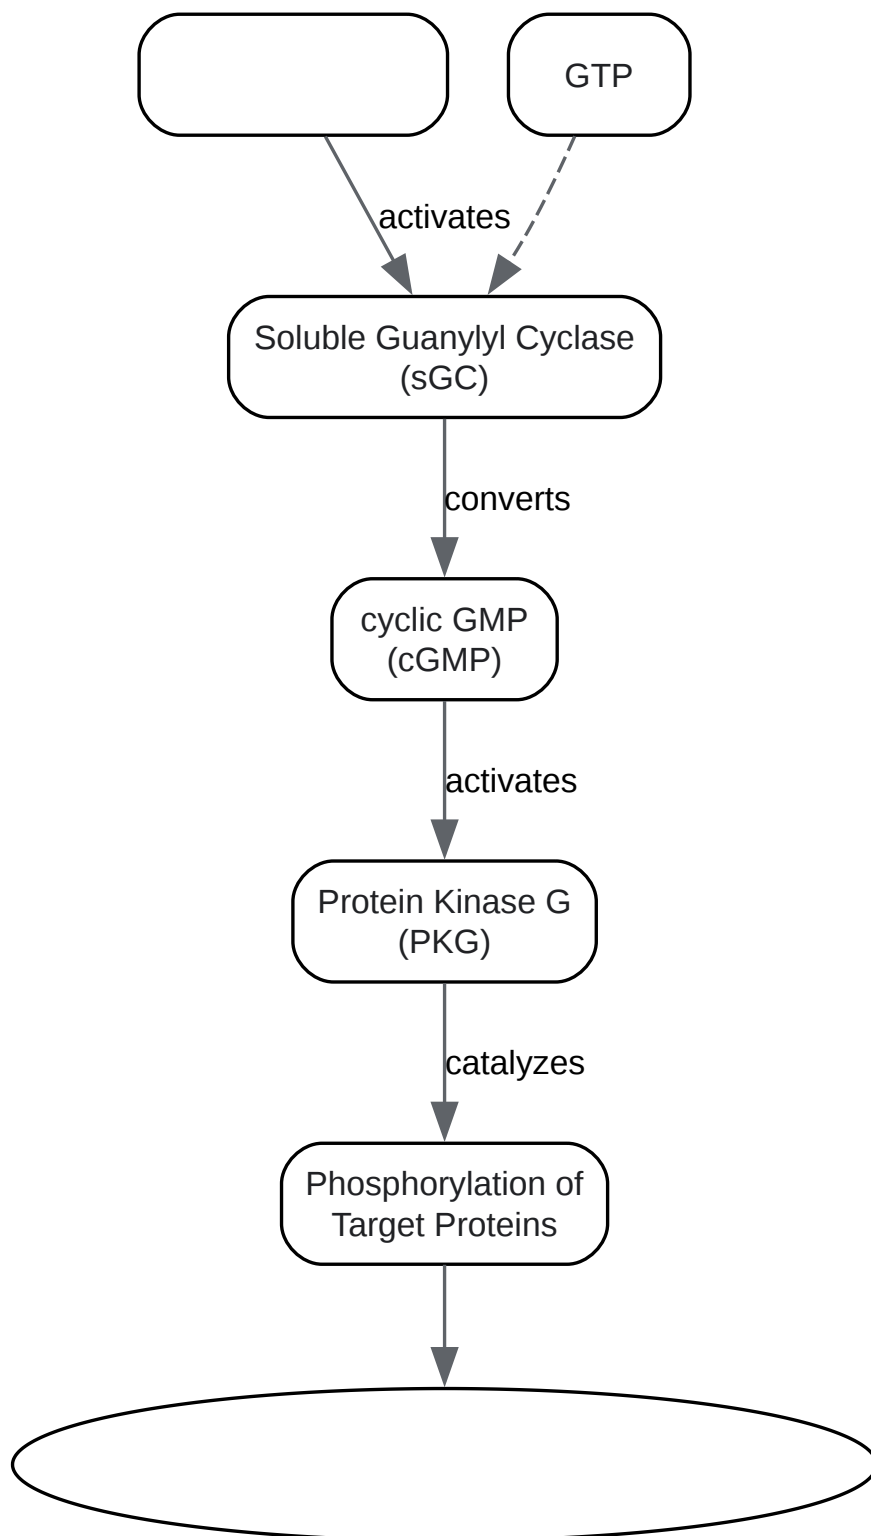 GTP
activates
Soluble Guanylyl Cyclase
(sGC)
converts
cyclic GMP
(cGMP)
activates
Protein Kinase G
(PKG)
catalyzes
Phosphorylation of
Target Proteins